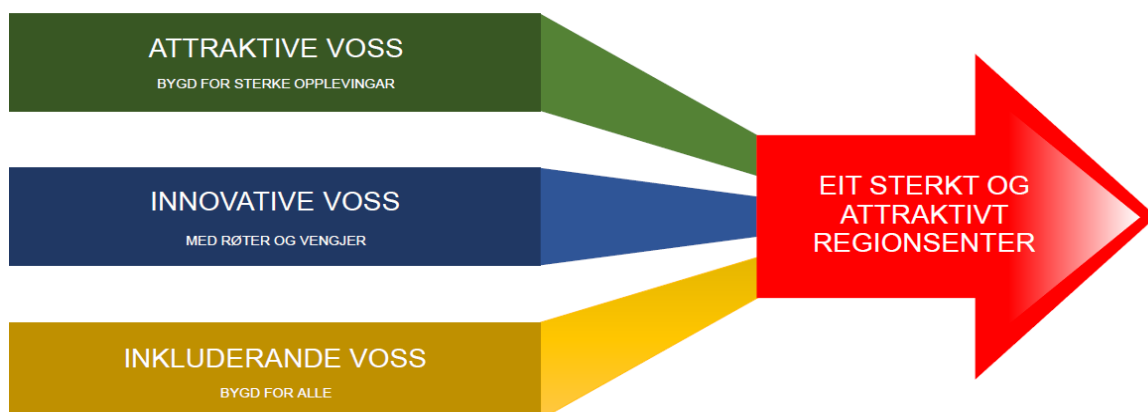 ATTRAKTIVE VOSS
BYGD FOR STERKE OPPLEVINGAR
INNOVATIVE VOSS
MED RØTER OG VENGJER
INKLUDERANDE VOSS
BYGD FOR ALLE
EIT STERKT OG
ATTRAKTIVT
REGIONSENTER